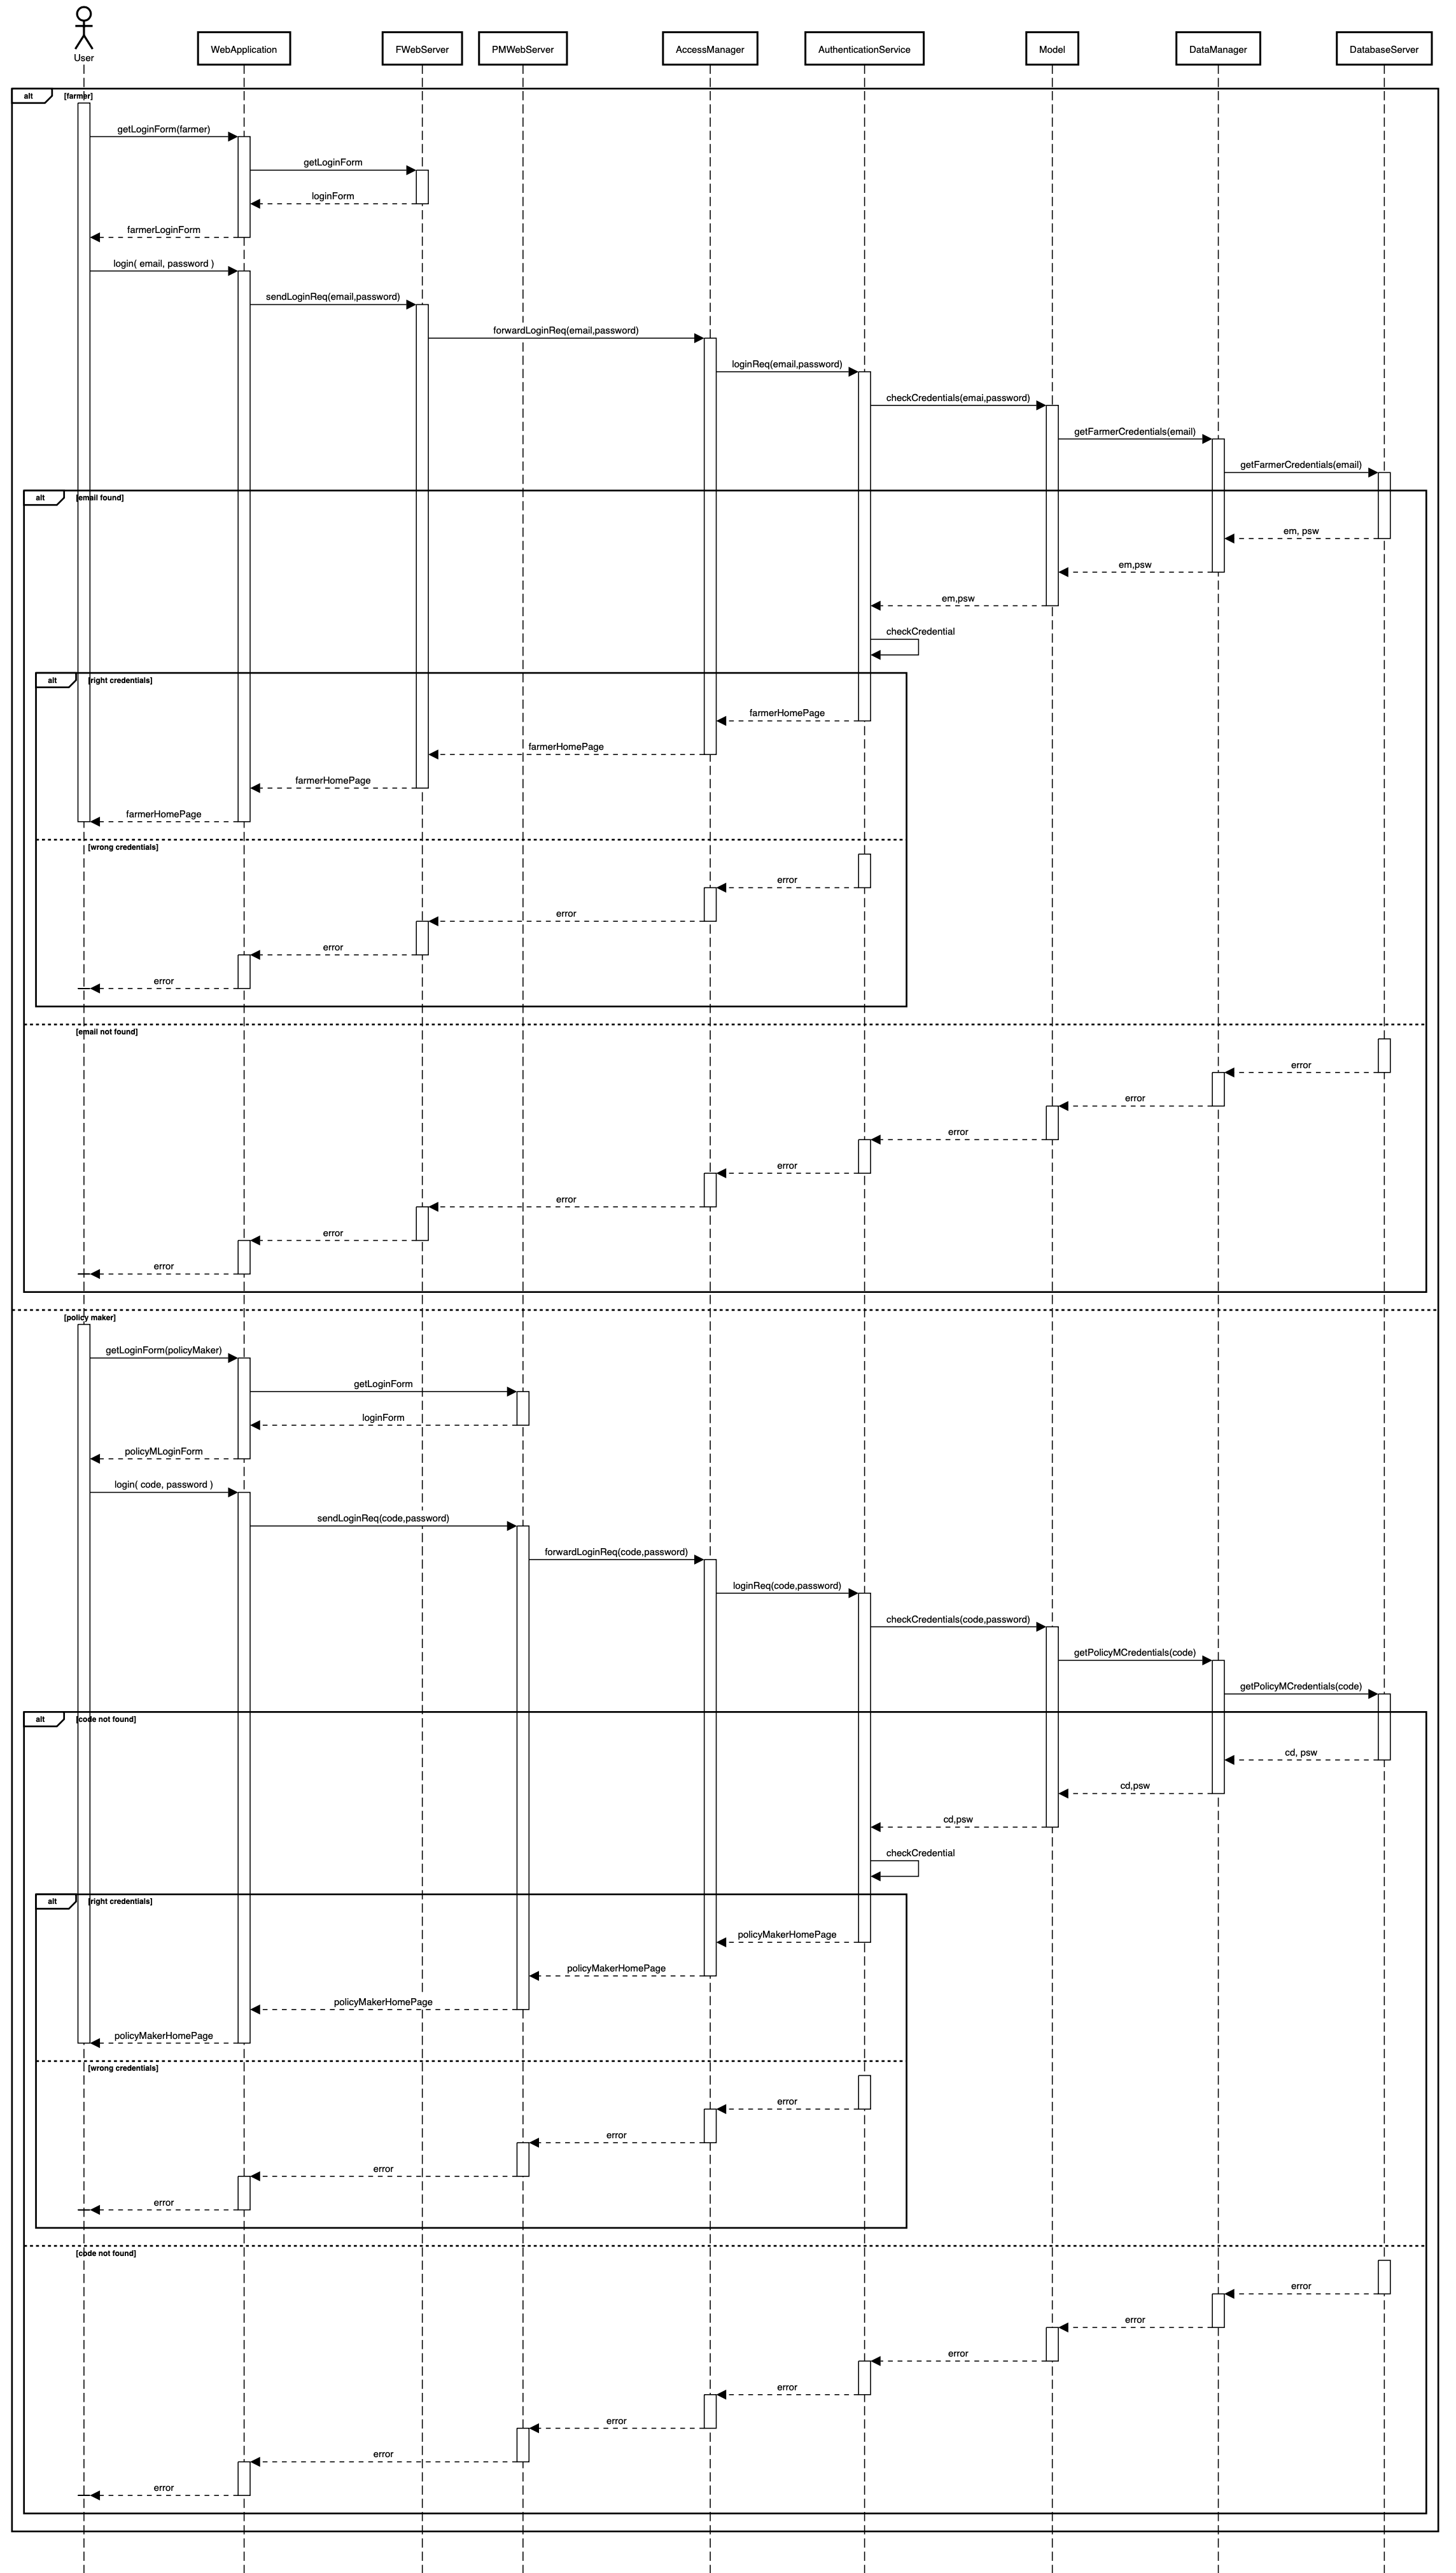 User
WebApplication
FWebServer
PMWebServer
AccessManager
AuthenticationService
Model
DataManager
DatabaseServer
alt
[farmer]
getLoginForm(farmer)
getLoginForm
loginForm
farmerLoginForm
login( email, password )
sendLoginReq(email,password)
forwardLoginReq(email,password)
loginReq(email,password)
checkCredentials(emai,password)
getFarmerCredentials(email)
getFarmerCredentials(email)
alt
[email found]
em, psw
em,psw
em,psw
checkCredential
alt
[right credentials]
farmerHomePage
farmerHomePage
farmerHomePage
farmerHomePage
[wrong credentials]
error
error
error
error
[email not found]
error
error
error
error
error
error
error
[policy maker]
getLoginForm(policyMaker)
getLoginForm
loginForm
policyMLoginForm
login( code, password )
sendLoginReq(code,password)
forwardLoginReq(code,password)
loginReq(code,password)
checkCredentials(code,password)
getPolicyMCredentials(code)
getPolicyMCredentials(code)
alt
[code not found]
cd, psw
cd,psw
cd,psw
checkCredential
alt
[right credentials]
policyMakerHomePage
policyMakerHomePage
policyMakerHomePage
policyMakerHomePage
[wrong credentials]
error
error
error
error
[code not found]
error
error
error
error
error
error
error